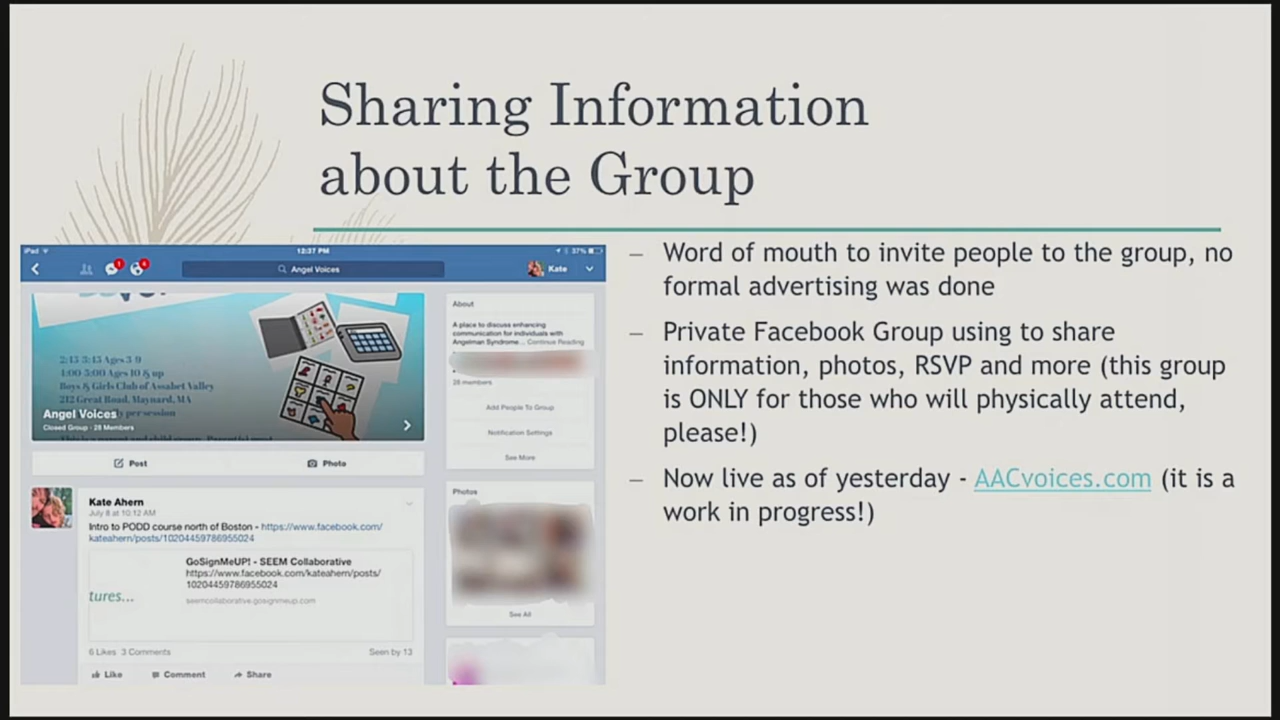 Sharing Information
about the Group
iPad
12:37 PM
37%
1
4
Angel Voices
Kate
2:15-3:15 Ages 3-9
4:00-5:00 Ages 10 & up
Boys & Girls Club of Assabet Valley
212 Great Road, Maynard, MA
per session
Angel Voices
Closed Group · 28 Members
Post
Photo
Kate Ahern
July 8 at 10:12 AM
Intro to PODD course north of Boston - https://www.facebook.com/
kateahern/posts/10204459786955024
tures...
GoSignMeUP! - SEEM Collaborative
https://www.facebook.com/kateahern/posts/
10204459786955024
seemcollaborative.gosignmeup.com
6 Likes 3 Comments
Seen by 13
Like
Comment
Share
About
A place to discuss enhancing
communication for individuals with
Angelman Syndrome... Continue Reading
28 members
Add People To Group
Notification Settings
See More
Photos
See All
– Word of mouth to invite people to the group, no
formal advertising was done
– Private Facebook Group using to share
information, photos, RSVP and more (this group
is ONLY for those who will physically attend,
please!)
– Now live as of yesterday - AACvoices.com (it is a
work in progress!)